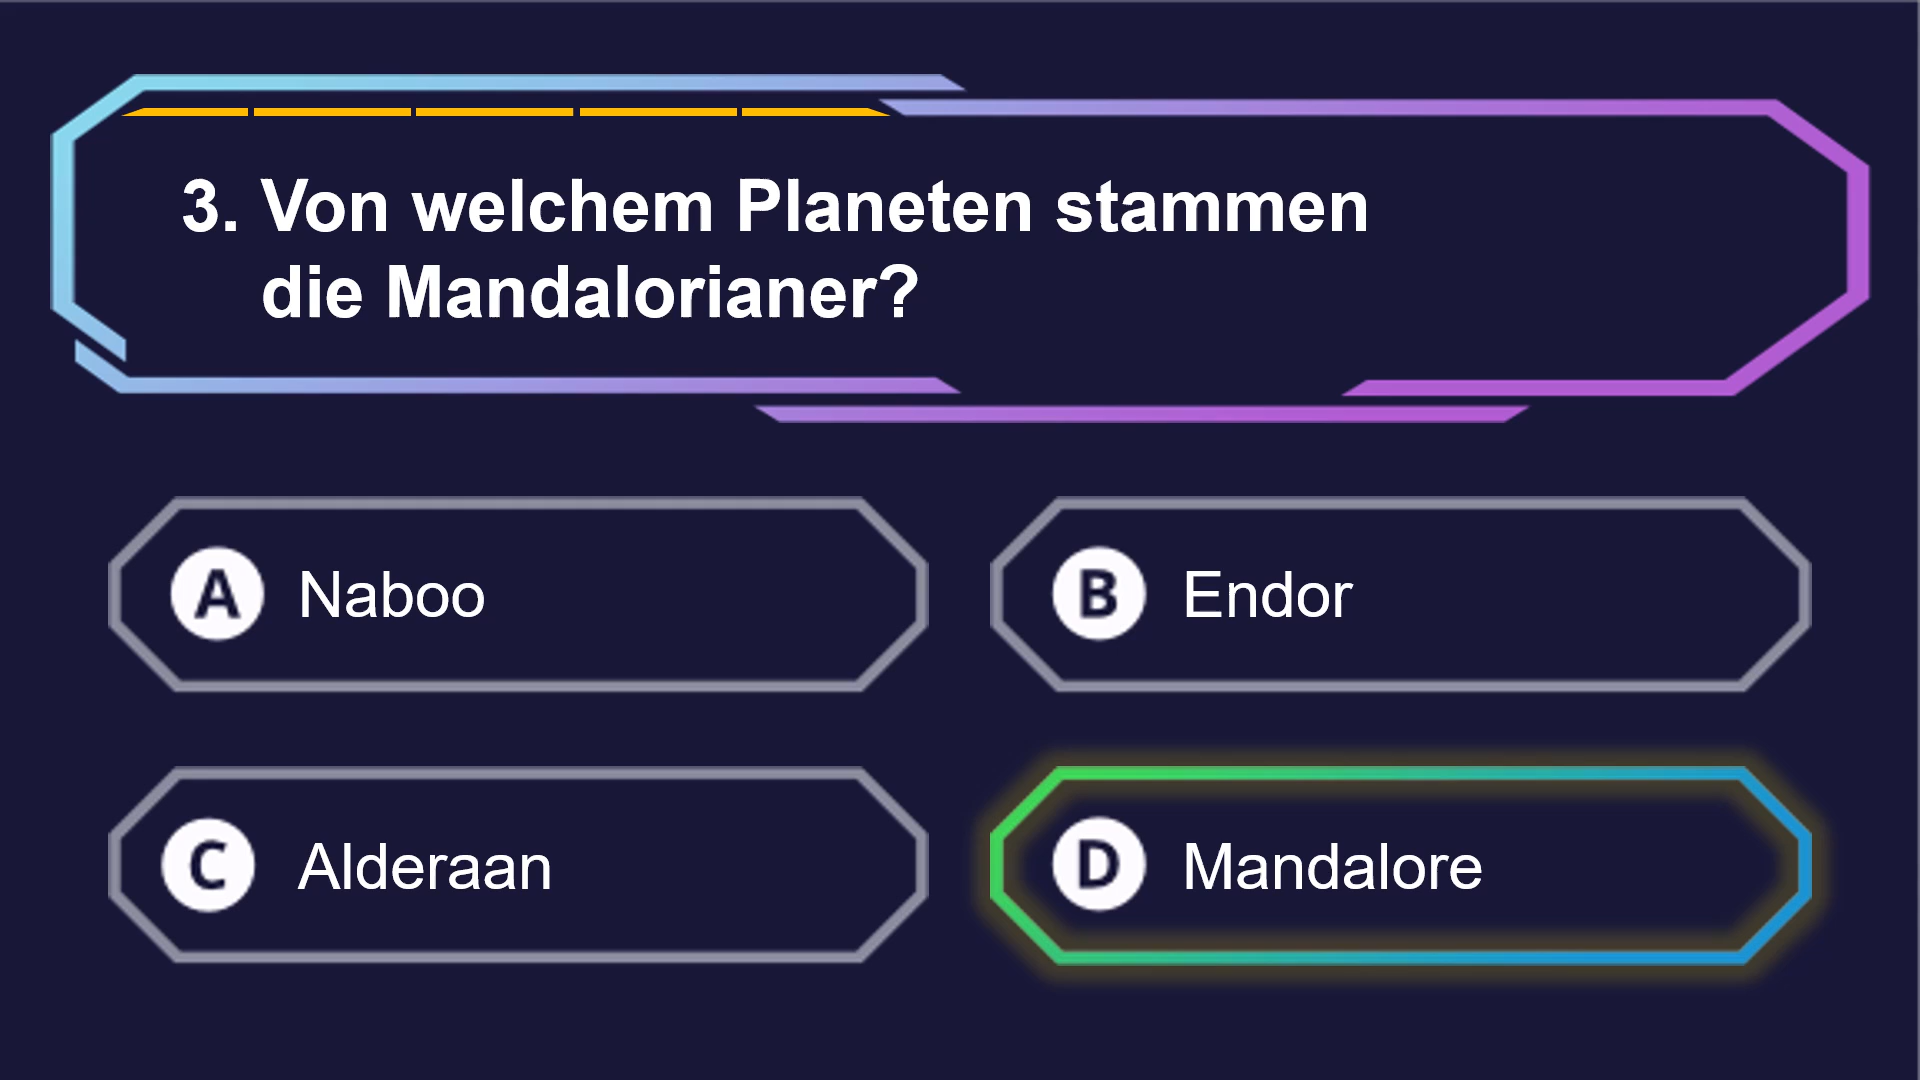 3. Von welchem Planeten stammen
die Mandalorianer?
A Naboo
B Endor
C Alderaan
D Mandalore